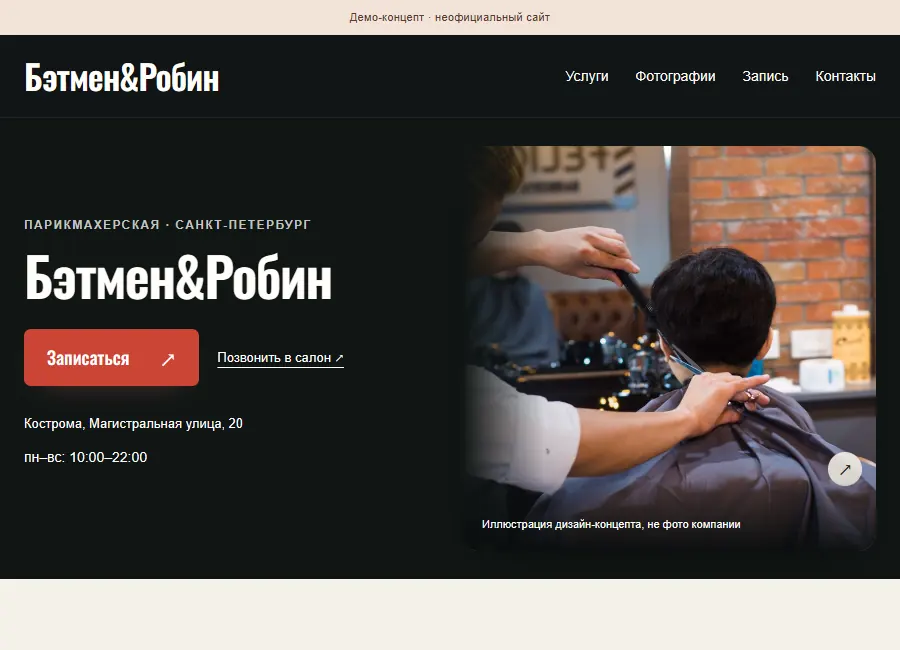 Демо-концепт · неофициальный сайт
Бэтмен&Робин
Услуги Фотографии Запись Контакты
ПАРИКМАХЕРСКАЯ · САНКТ-ПЕТЕРБУРГ
Бэтмен&Робин
Записаться ↗
Позвонить в салон ↗
Кострома, Магистральная улица, 20
пн–вс: 10:00–22:00
↗
Иллюстрация дизайн-концепта, не фото компании